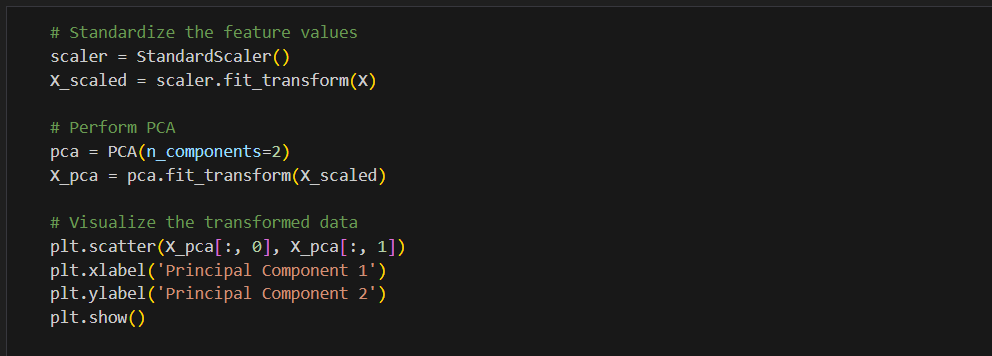 # Standardize the feature values
scaler = StandardScaler()
X_scaled = scaler.fit_transform(X)
# Perform PCA
pca = PCA(n_components=2)
X_pca = pca.fit_transform(X_scaled)
# Visualize the transformed data
plt.scatter(X_pca[:, 0], X_pca[:, 1])
plt.xlabel('Principal Component 1')
plt.ylabel('Principal Component 2')
plt.show()